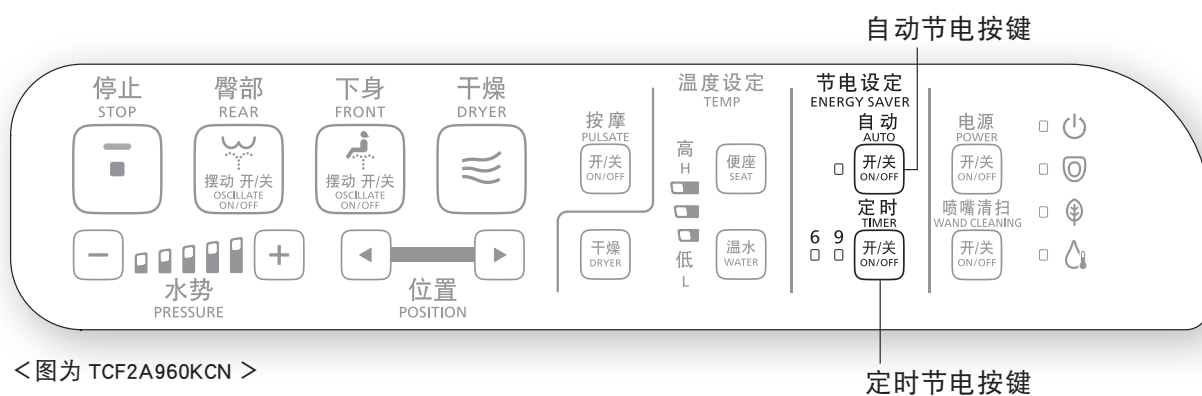 自动节电按键
停止
STOP
臀部
REAR
摆动 开/关
OSCILLATE
ON/OFF
下身
FRONT
摆动 开/关
OSCILLATE
ON/OFF
干燥
DRYER
按摩
PULSATE
开/关
ON/OFF
干燥
DRYER
温度设定
TEMP
高
H
低
L
便座
SEAT
温水
WATER
节电设定
ENERGY SAVER
自动
AUTO
开/关
ON/OFF
定时
TIMER
6 9
开/关
ON/OFF
电源
POWER
开/关
ON/OFF
喷嘴清扫
WAND CLEANING
开/关
ON/OFF
水势
PRESSURE
位置
POSITION
<图为 TCF2A960KCN >
定时节电按键